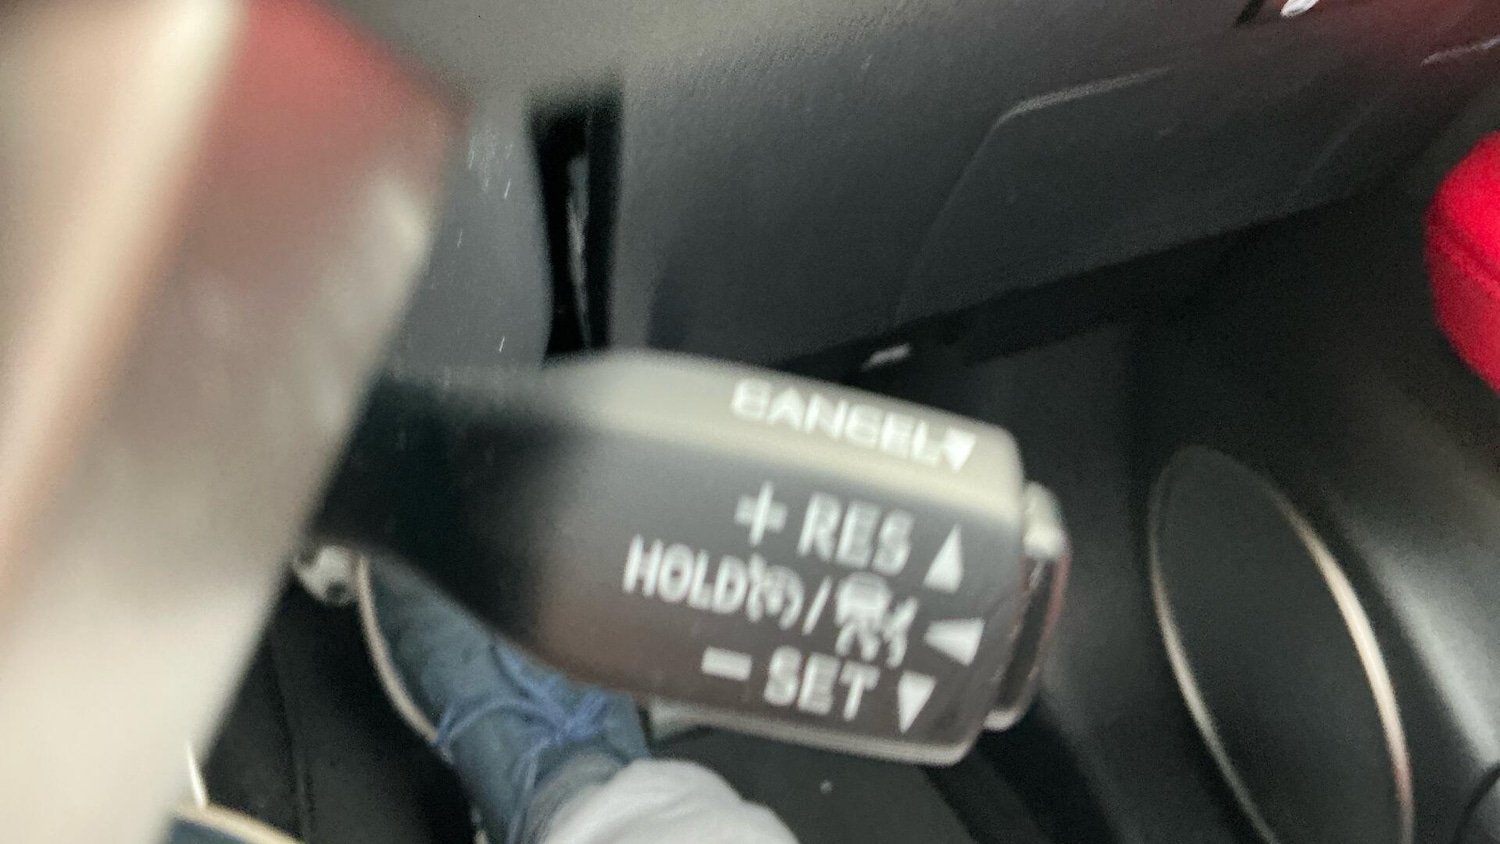 CANCEL▼
+ RES ▲
HOLD / ◀
− SET ▼